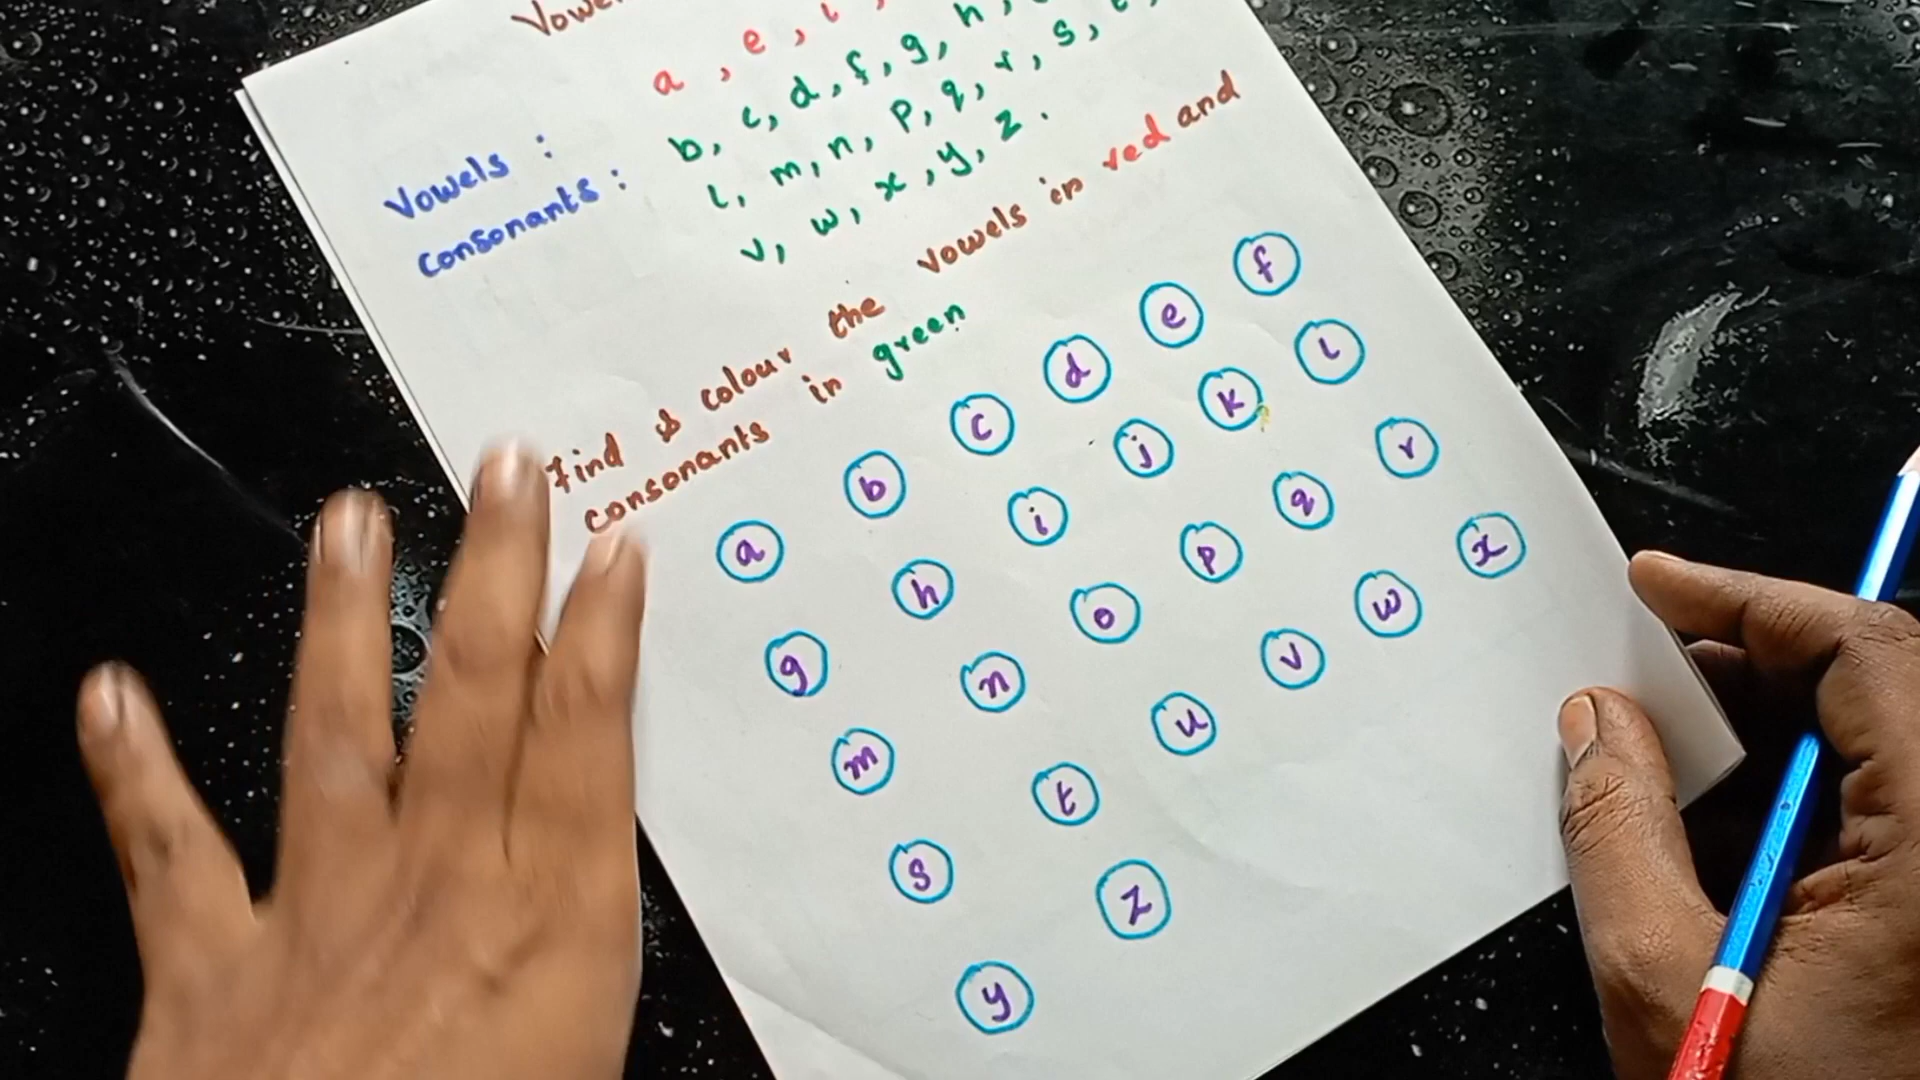 Vowels : a, e, i,
consonants : b, c, d, f, g, h,
l, m, n, p, q, r, s, t,
v, w, x, y, z.
Find & colour the vowels in red and
consonants in green
a b c d e f
g h i j k l
m n o p q r
s t u v w x
y z